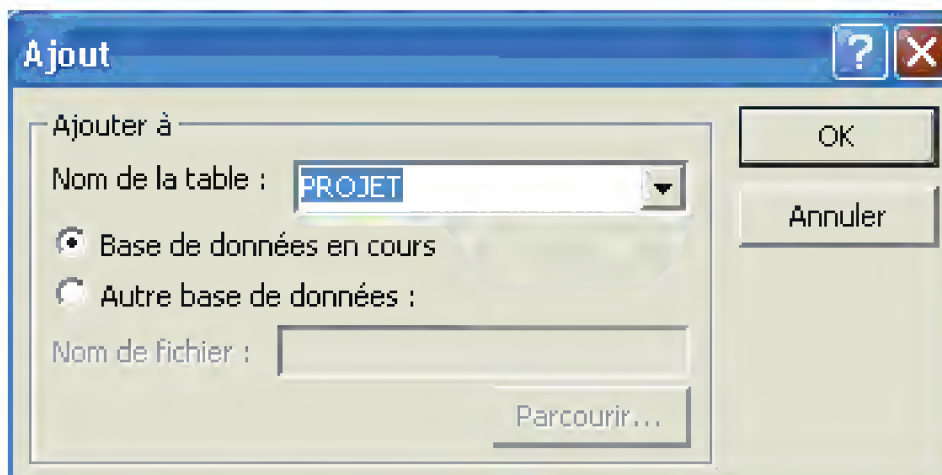 Ajout
Ajouter à
Nom de la table : PROJET
Base de données en cours
Autre base de données :
Nom de fichier :
Parcourir...
OK
Annuler